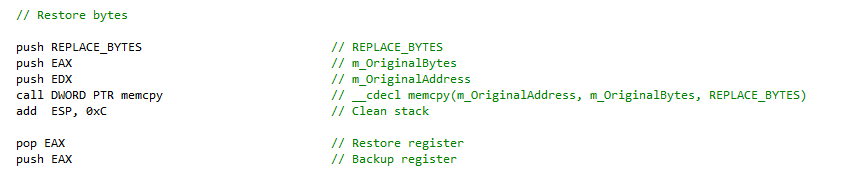 // Restore bytes
push REPLACE_BYTES // REPLACE_BYTES
push EAX // m_OriginalBytes
push EDX // m_OriginalAddress
call DWORD PTR memcpy // __cdecl memcpy(m_OriginalAddress, m_OriginalBytes, REPLACE_BYTES)
add ESP, 0xC // Clean stack
pop EAX // Restore register
push EAX // Backup register